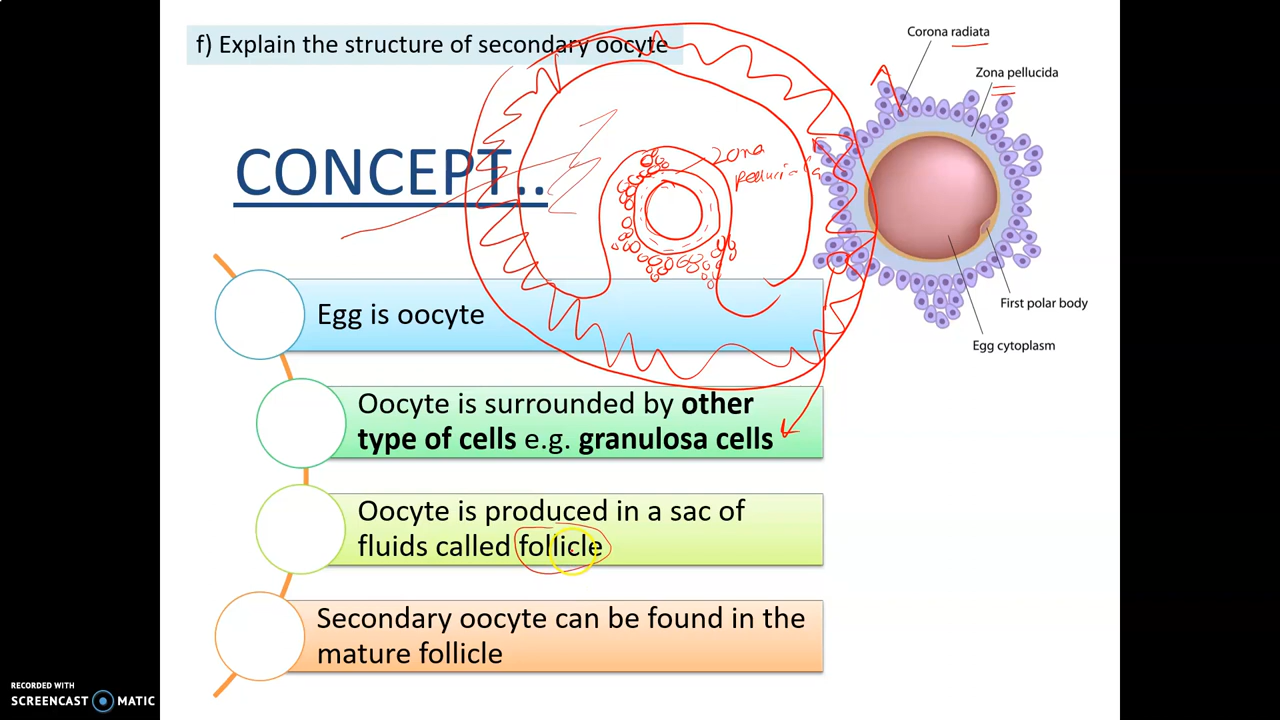 f) Explain the structure of secondary oocyte
Corona radiata
Zona pellucida
CONCEPT..
Zona
First polar body
Egg cytoplasm
Egg is oocyte
Oocyte is surrounded by other
type of cells e.g. granulosa cells
Oocyte is produced in a sac of
fluids called follicle
Secondary oocyte can be found in the
mature follicle
RECORDED WITH
SCREENCAST MATIC